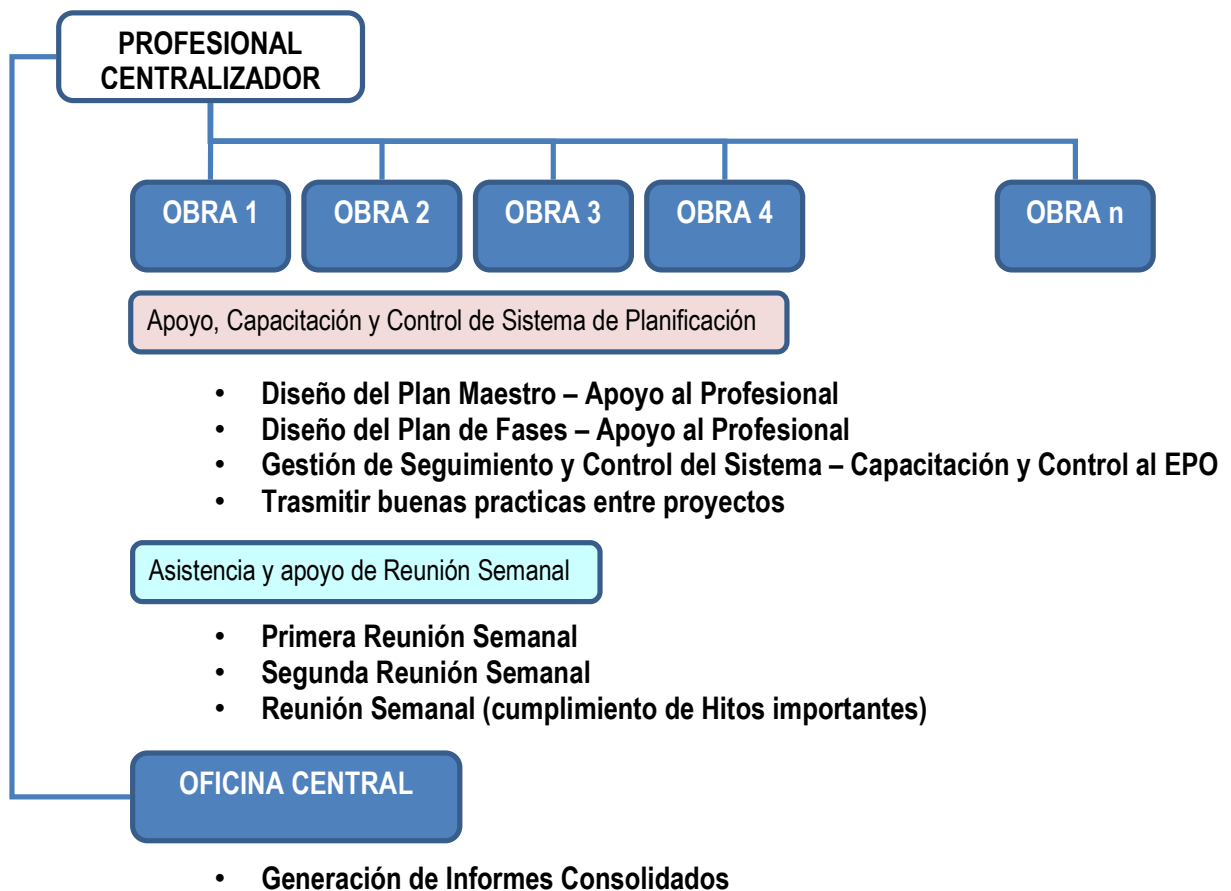 PROFESIONAL
CENTRALIZADOR
OBRA 1
OBRA 2
OBRA 3
OBRA 4
OBRA n
Apoyo, Capacitación y Control de Sistema de Planificación
• Diseño del Plan Maestro – Apoyo al Profesional
• Diseño del Plan de Fases – Apoyo al Profesional
• Gestión de Seguimiento y Control del Sistema – Capacitación y Control al EPO
• Trasmitir buenas practicas entre proyectos
Asistencia y apoyo de Reunión Semanal
• Primera Reunión Semanal
• Segunda Reunión Semanal
• Reunión Semanal (cumplimiento de Hitos importantes)
OFICINA CENTRAL
• Generación de Informes Consolidados